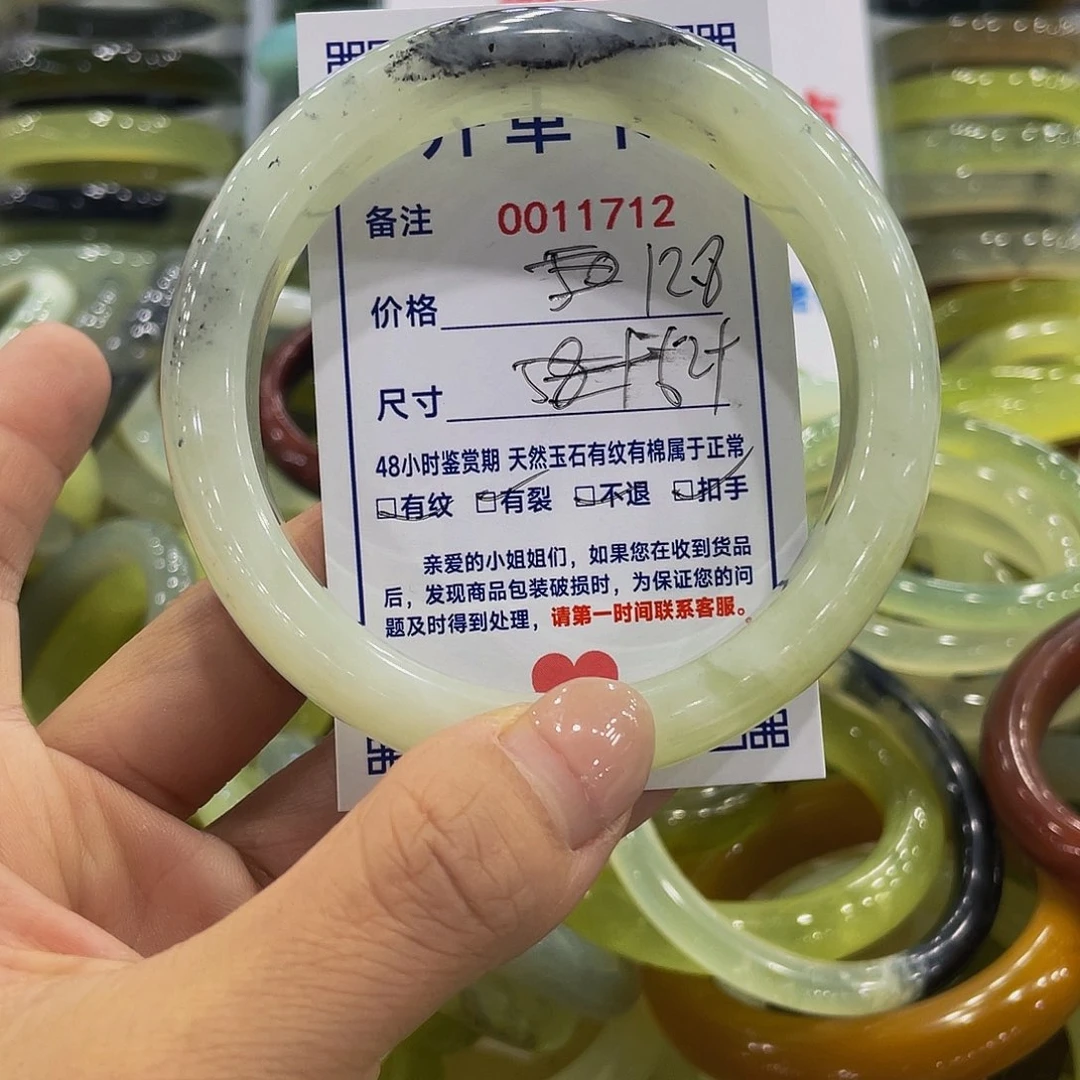 备注 0011712
价格 50 128
尺寸 58
48小时鉴赏期 天然玉石有纹有棉属于正常
□有纹 □有裂 □不退 □扣手
亲爱的小姐姐们，如果您在收到货品
后，发现商品包装破损时，为保证您的问
题及时得到处理，请第一时间联系客服。